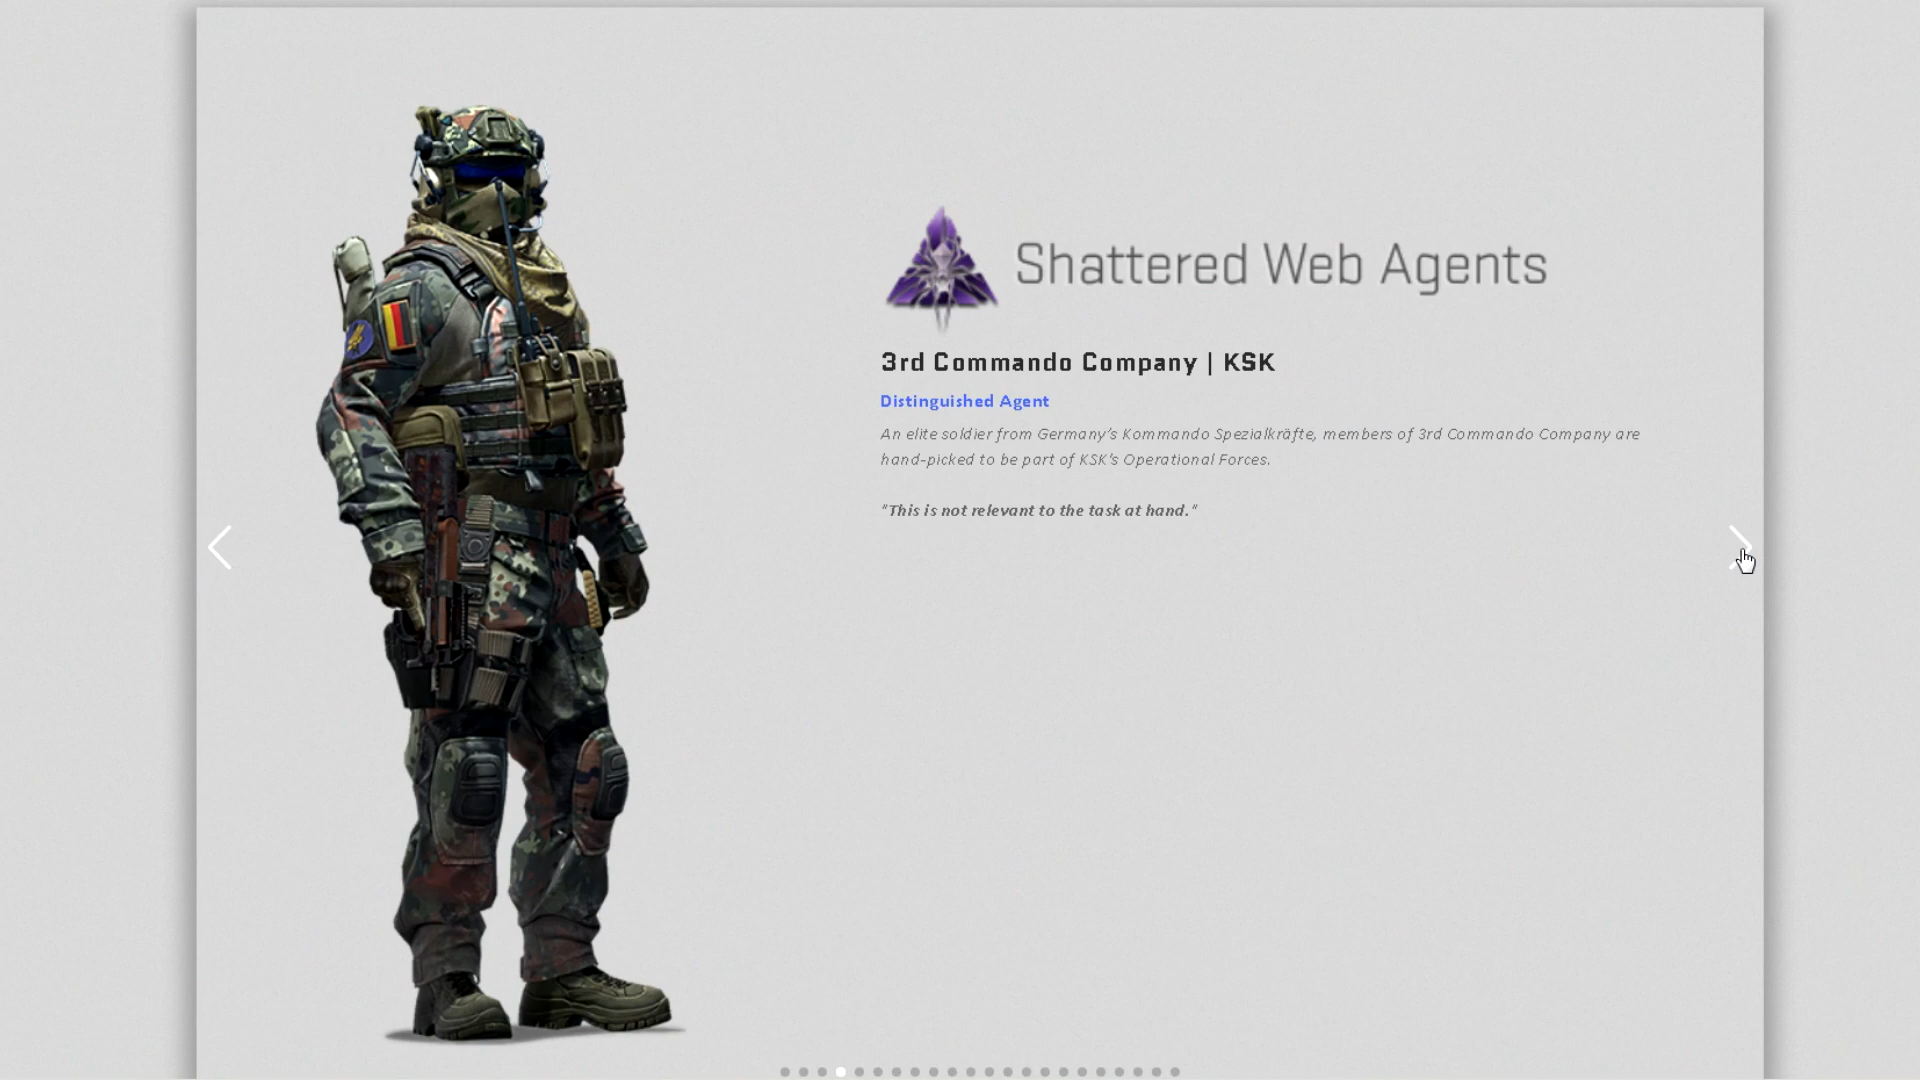 Shattered Web Agents
3rd Commando Company | KSK
Distinguished Agent
An elite soldier from Germany's Kommando Spezialkräfte, members of 3rd Commando Company are
hand-picked to be part of KSK's Operational Forces.
"This is not relevant to the task at hand."